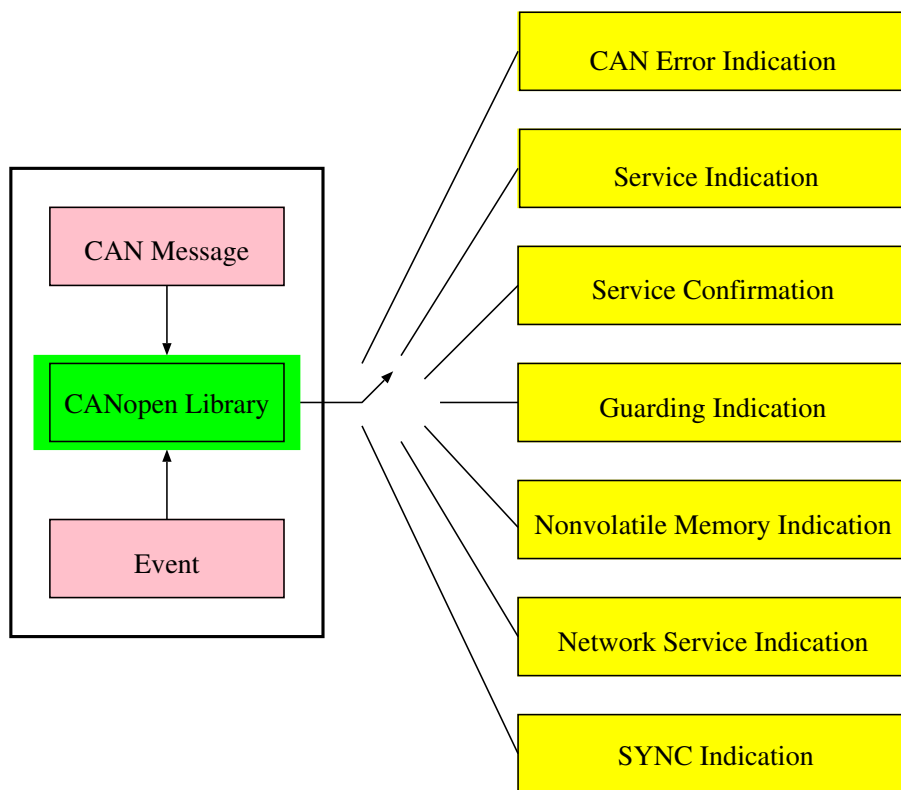 CAN Error Indication
Service Indication
CAN Message
Service Confirmation
CANopen Library
Guarding Indication
Nonvolatile Memory Indication
Event
Network Service Indication
SYNC Indication